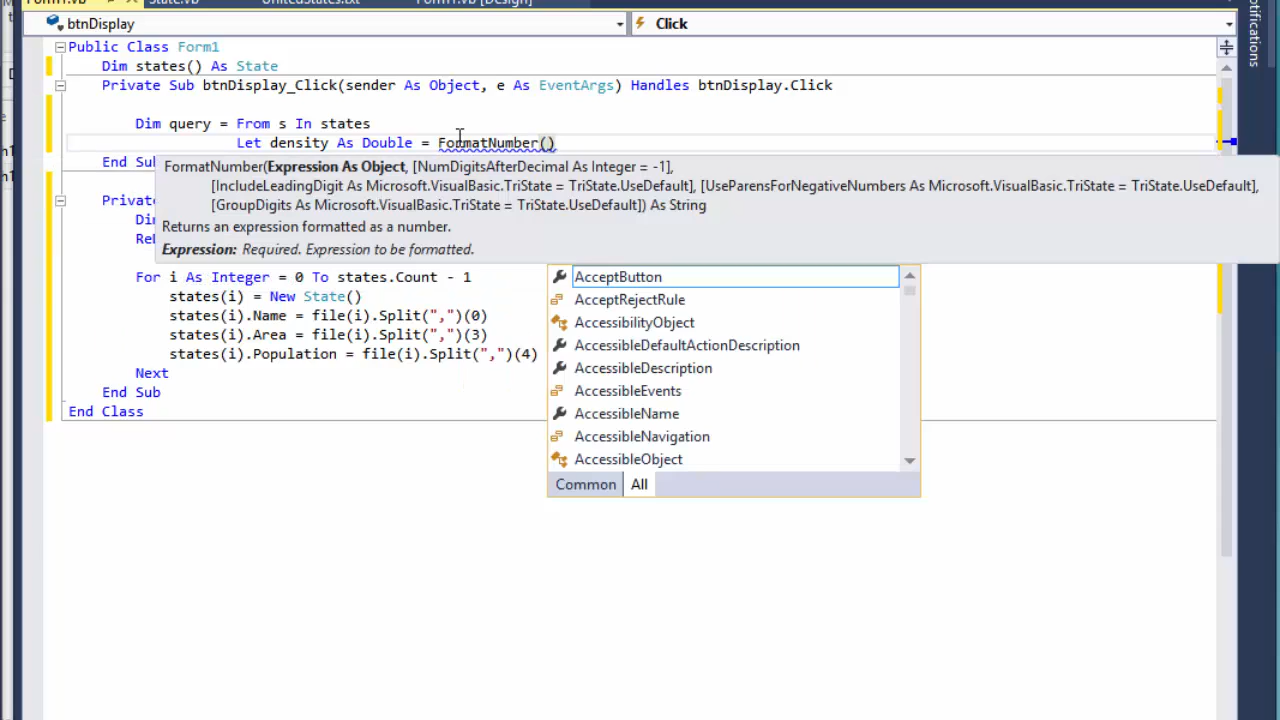 Form1.vb State.vb UnitedStates.txt Form1.vb [Design]
btnDisplay Click
Notifications
Public Class Form1
Dim states() As State
Private Sub btnDisplay_Click(sender As Object, e As EventArgs) Handles btnDisplay.Click
Dim query = From s In states
Let density As Double = FormatNumber()
End Sub
FormatNumber(Expression As Object, [NumDigitsAfterDecimal As Integer = -1],
[IncludeLeadingDigit As Microsoft.VisualBasic.TriState = TriState.UseDefault], [UseParensForNegativeNumbers As Microsoft.VisualBasic.TriState = TriState.UseDefault],
[GroupDigits As Microsoft.VisualBasic.TriState = TriState.UseDefault]) As String
Returns an expression formatted as a number.
Expression: Required. Expression to be formatted.
For i As Integer = 0 To states.Count - 1
states(i) = New State()
states(i).Name = file(i).Split(",")(0)
states(i).Area = file(i).Split(",")(3)
states(i).Population = file(i).Split(",")(4)
Next
End Sub
End Class
AcceptButton
AcceptRejectRule
AccessibilityObject
AccessibleDefaultActionDescription
AccessibleDescription
AccessibleEvents
AccessibleName
AccessibleNavigation
AccessibleObject
Common All